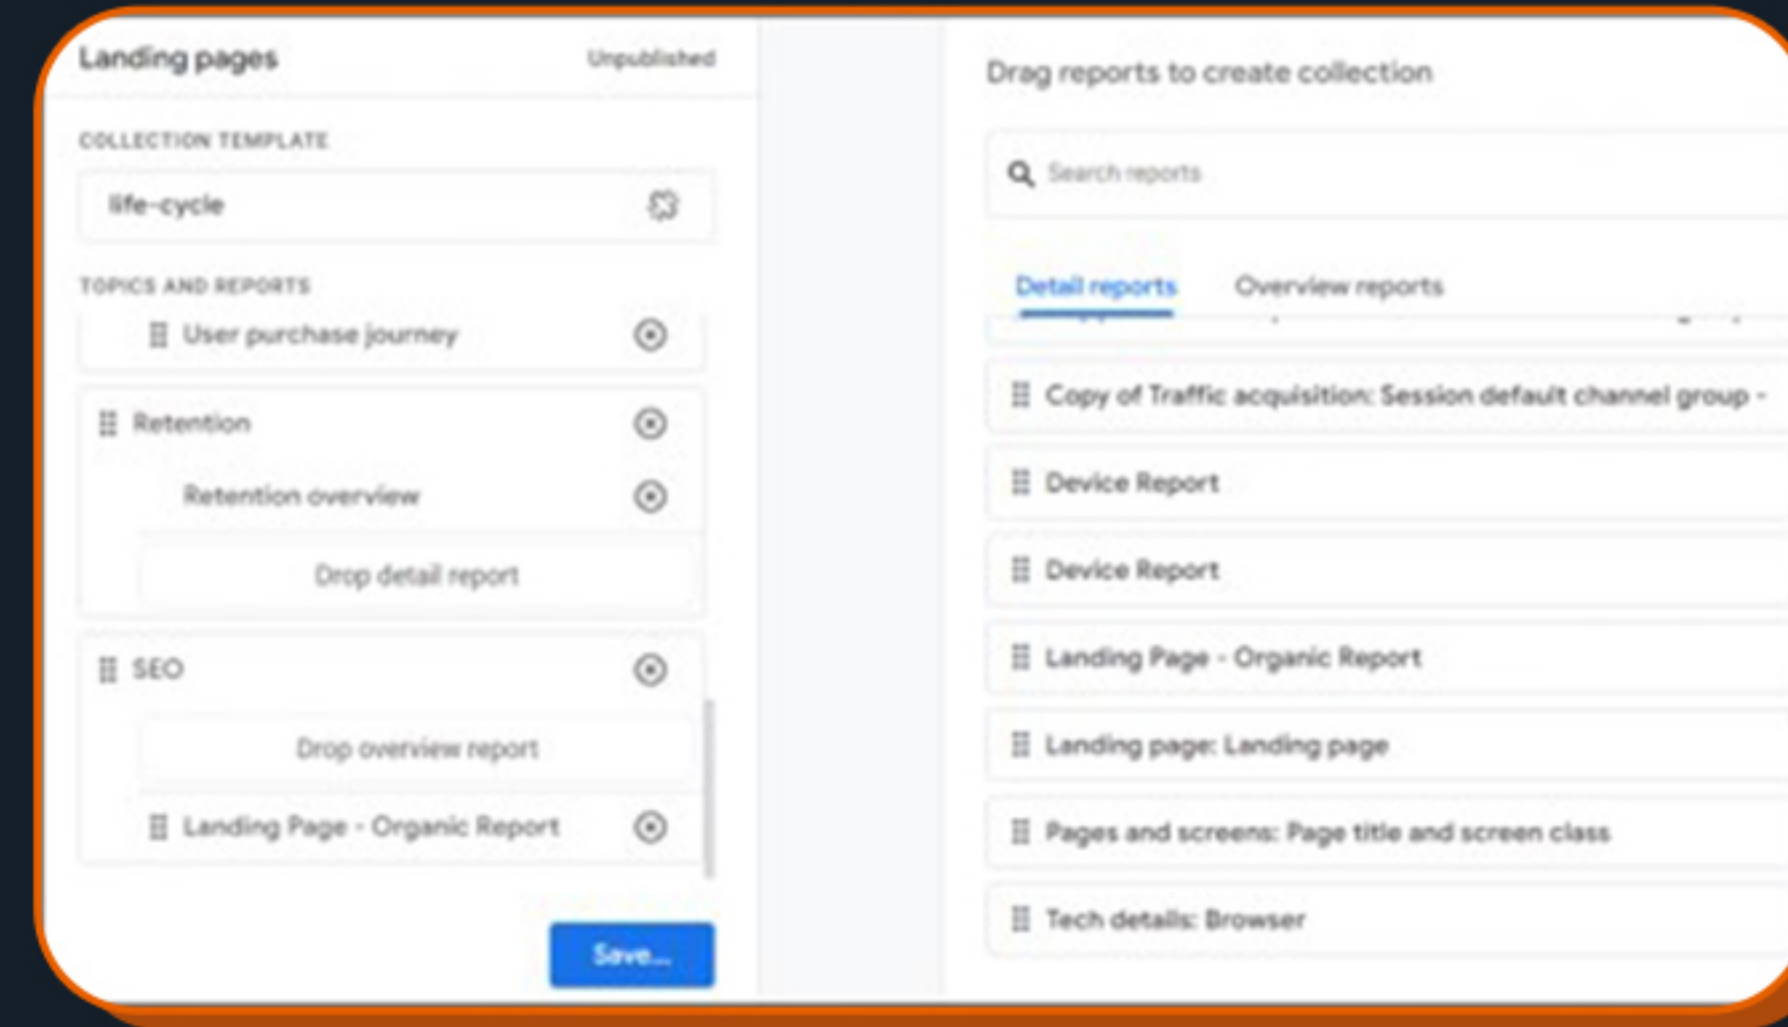 Landing pages
Unpublished
COLLECTION TEMPLATE
life-cycle
TOPICS AND REPORTS
User purchase journey
Retention
Retention overview
Drop detail report
SEO
Drop overview report
Landing Page - Organic Report
Save...
Drag reports to create collection
Search reports
Detail reports
Overview reports
Copy of Traffic acquisition: Session default channel group -
Device Report
Device Report
Landing Page - Organic Report
Landing page: Landing page
Pages and screens: Page title and screen class
Tech details: Browser